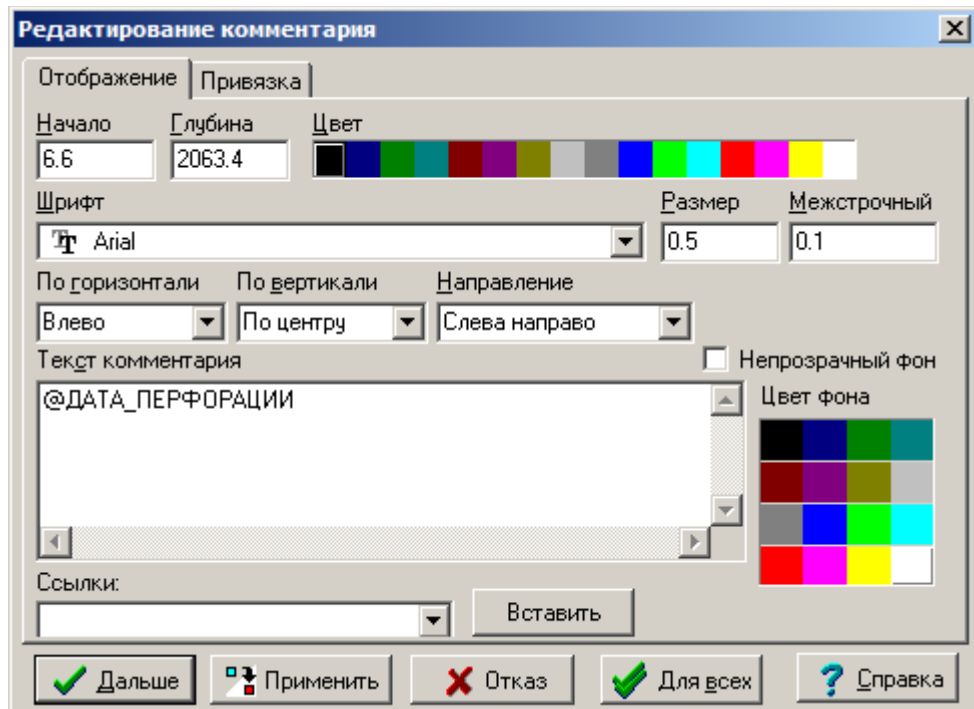 Редактирование комментария
Отображение Привязка
Начало Глубина Цвет
6.6 2063.4
Шрифт Размер Межстрочный
Arial 0.5 0.1
По горизонтали По вертикали Направление
Влево По центру Слева направо
Текст комментария Непрозрачный фон
@ДАТА_ПЕРФОРАЦИИ Цвет фона
Ссылки:
Вставить
Дальше Применить Отказ Для всех Справка